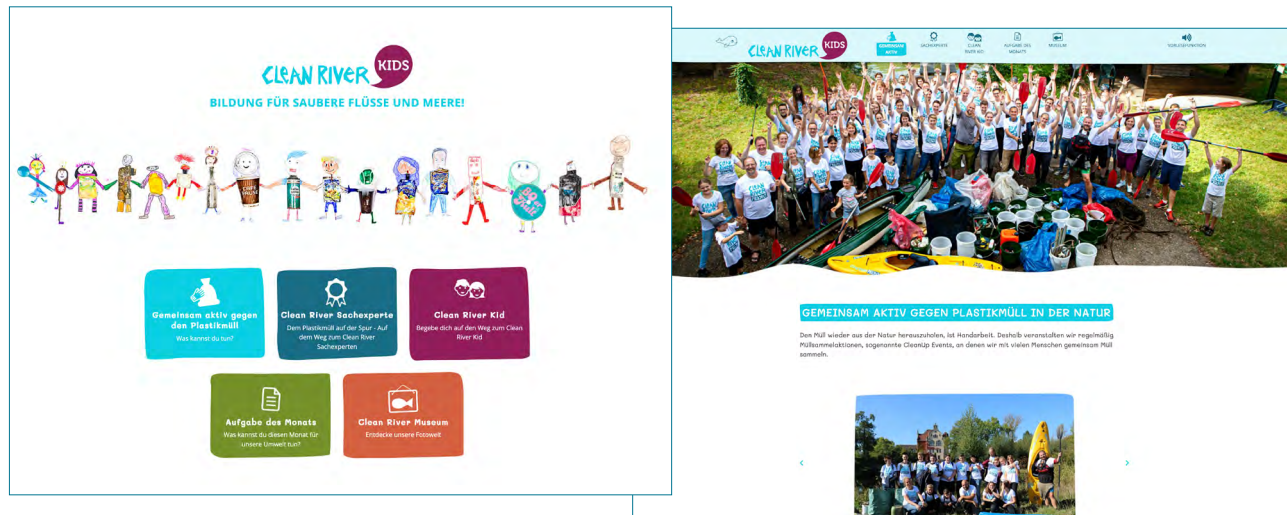 CLEAN RIVER KIDS
BILDUNG FÜR SAUBERE FLÜSSE UND MEERE!
Gemeinsam aktiv gegen
den Plastikmüll
Was kannst du tun?
Clean River Sachexperte
Dem Plastikmüll auf der Spur - Auf
dem Weg zum Clean River
Sachexperten
Clean River Kid
Begebe dich auf den Weg zum Clean
River Kid
Aufgabe des Monats
Was kannst du diesen Monat für
unsere Umwelt tun?
Clean River Museum
Entdecke unsere Fotowelt
CLEAN RIVER KIDS
GEMEINSAM
AKTIV
SACHEXPERTE
CLEAN
RIVER KID
AUFGABE DES
MONATS
MUSEUM
VORLESEFUNKTION
GEMEINSAM AKTIV GEGEN PLASTIKMÜLL IN DER NATUR
Den Müll wieder aus der Natur herauszuholen, ist Handarbeit. Deshalb veranstalten wir regelmäßig
Müllsammelaktionen, sogenannte CleanUp Events, an denen wir mit vielen Menschen gemeinsam Müll
sammeln.